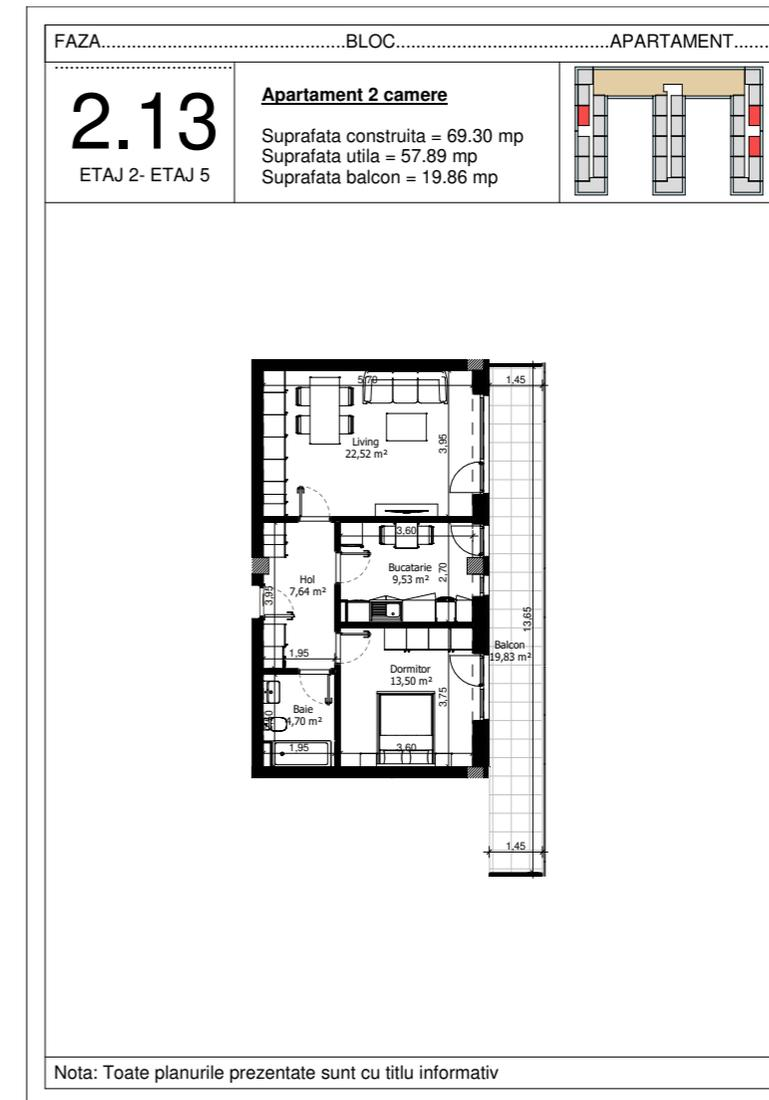 FAZA..............................................BLOC........................................APARTAMENT.......
2.13
ETAJ 2- ETAJ 5
Apartament 2 camere
Suprafata construita = 69.30 mp
Suprafata utila = 57.89 mp
Suprafata balcon = 19.86 mp
5,70
1,45
Living
22,52 m²
3,95
3,60
Bucatarie
9,53 m²
2,70
Hol
7,64 m²
3,95
13,65
1,95
Balcon
19,83 m²
Dormitor
13,50 m²
3,75
Baie
4,70 m²
1,95
3,60
1,45
Nota: Toate planurile prezentate sunt cu titlu informativ